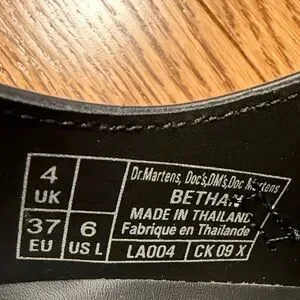 4
UK
37
EU
6
US L
Dr.Martens, Doc's, DM's, Doc Martens
BETHAN
MADE IN THAILAND
Fabriqué en Thaïlande
LA004
CK 09 X